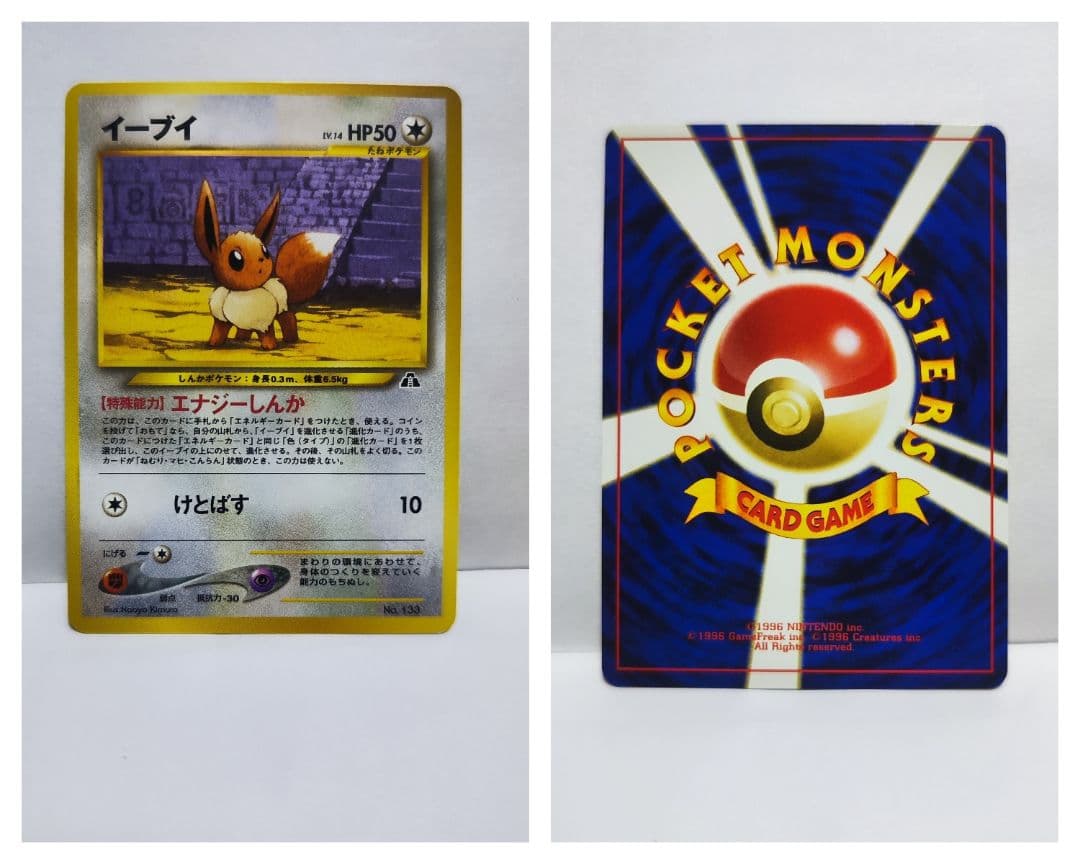 イーブイ
LV.14 HP50
たねポケモン
しんかポケモン：身長0.3m、体重6.5kg
【特殊能力】エナジーしんか
この力は、このカードに手札から「エネルギーカード」をつけたとき、使える。コイン
を投げて「おもて」なら、自分の山札から、「イーブイ」を進化させる「進化カード」のうち、
このカードにつけた「エネルギーカード」と同じ「色（タイプ）」の「進化カード」を1枚
選び出し、このイーブイの上にのせて、進化させる。その後、その山札をよく切る。この
カードが「ねむり・マヒ・こんらん」状態のとき、この力は使えない。
けとばす 10
にげる
弱点 抵抗力-30
まわりの環境にあわせて、
身体のつくりを変えていく
能力のもちぬし。
Illus.Naoyo Kimura No. 133
POCKET MONSTERS
CARD GAME
©1996 NINTENDO inc.
©1996 GameFreak inc. ©1996 Creatures inc.
All Rights reserved.